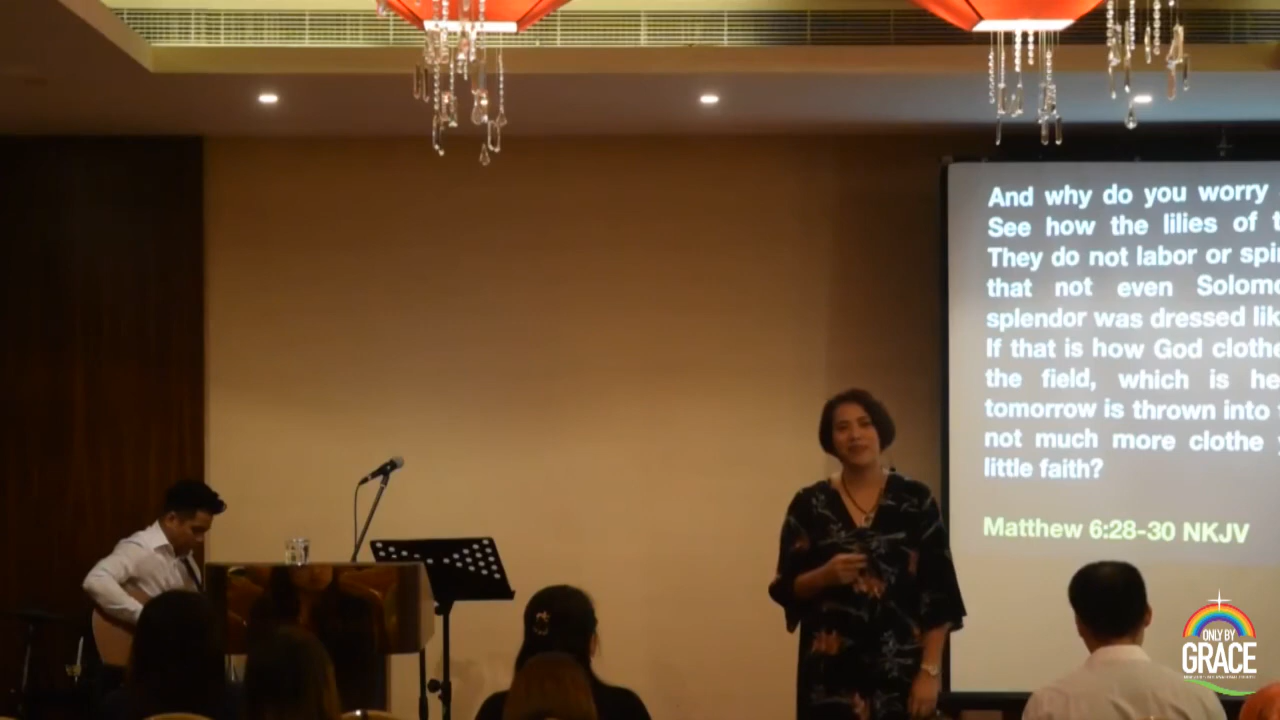 And why do you worry
See how the lilies of
They do not labor or
that not even
splendor was dressed
If that is how God
the field, which is
tomorrow is thrown into
not much more clothe
little faith?
Matthew 6:28-30 NKJV
ONLY BY
GRACE